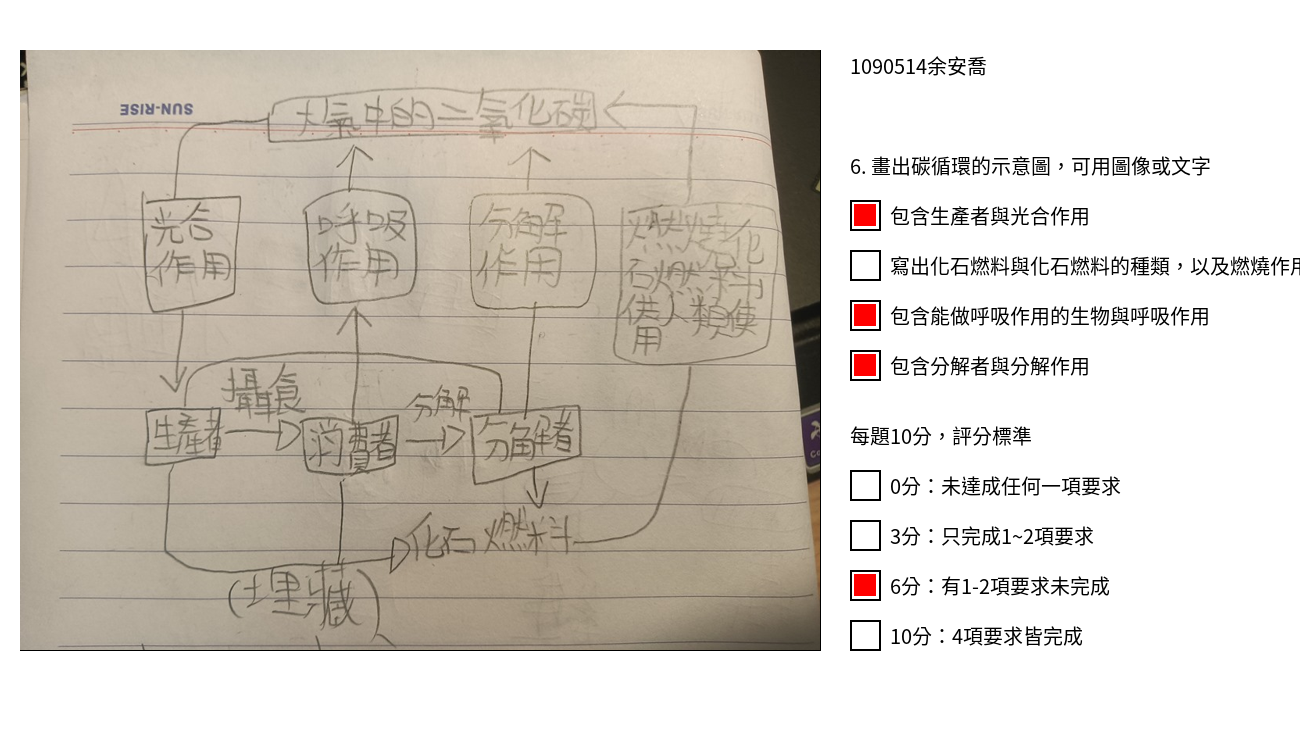 SUN-RISE
大氣中的二氧化碳
光合
作用
呼吸
作用
分解
作用
燃燒化
石燃料
供人類使
用
攝食
分解
生產者
消費者
分解者
化石燃料
(埋藏)
1090514余安喬
6. 畫出碳循環的示意圖，可用圖像或文字
包含生產者與光合作用
寫出化石燃料與化石燃料的種類，以及燃燒作用
包含能做呼吸作用的生物與呼吸作用
包含分解者與分解作用
每題10分，評分標準
0分：未達成任何一項要求
3分：只完成1~2項要求
6分：有1-2項要求未完成
10分：4項要求皆完成